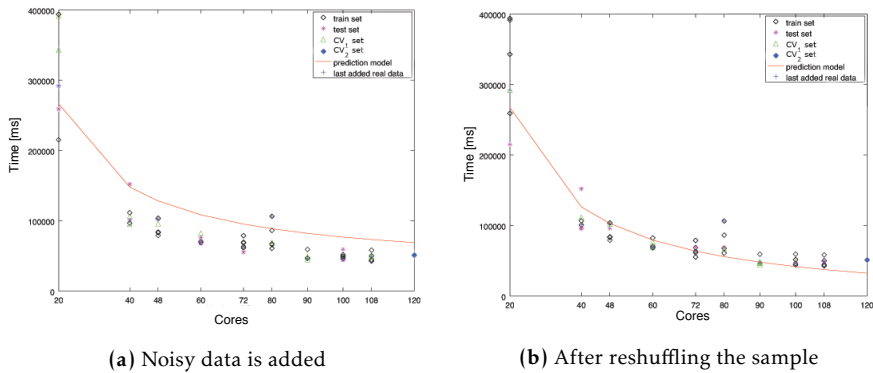 400000
300000
200000
100000
0
Time [ms]
20
40
48
60
72
80
90
100
108
120
Cores
train set
test set
CV1 set
CV2 set
prediction model
last added real data
(a) Noisy data is added
400000
300000
200000
100000
0
Time [ms]
20
40
48
60
72
80
90
100
108
120
Cores
train set
test set
CV1 set
CV2 set
prediction model
last added real data
(b) After reshuffling the sample